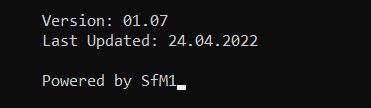 Version: 01.07
Last Updated: 24.04.2022
Powered by SfM1